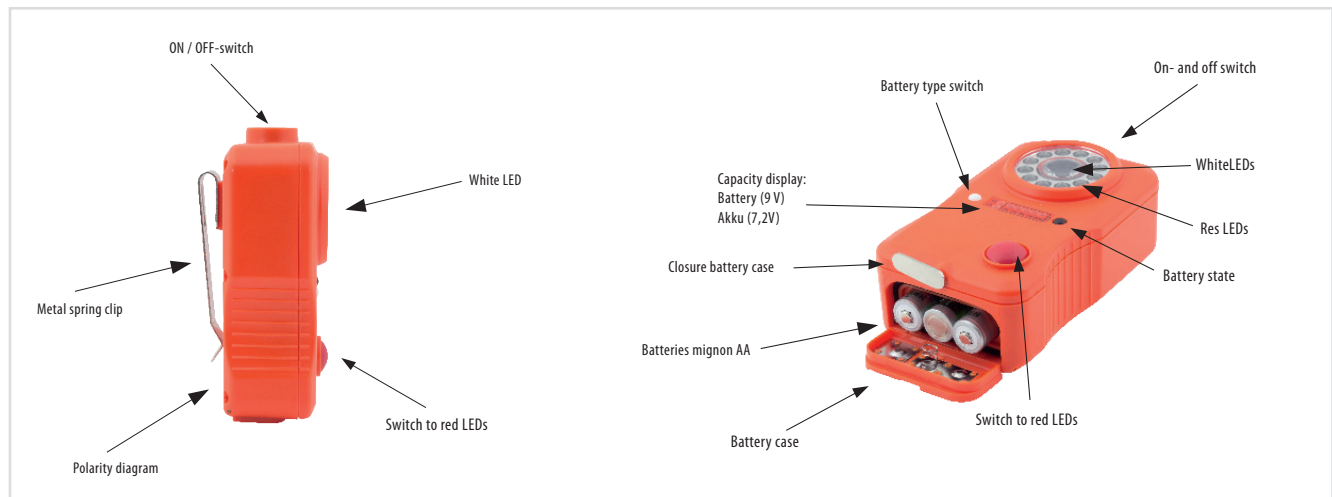 ON / OFF-switch
White LED
Metal spring clip
Switch to red LEDs
Polarity diagram
On- and off switch
Battery type switch
WhiteLEDs
Capacity display:
Battery (9 V)
Akku (7,2V)
Res LEDs
Closure battery case
Battery state
Batteries mignon AA
Switch to red LEDs
Battery case